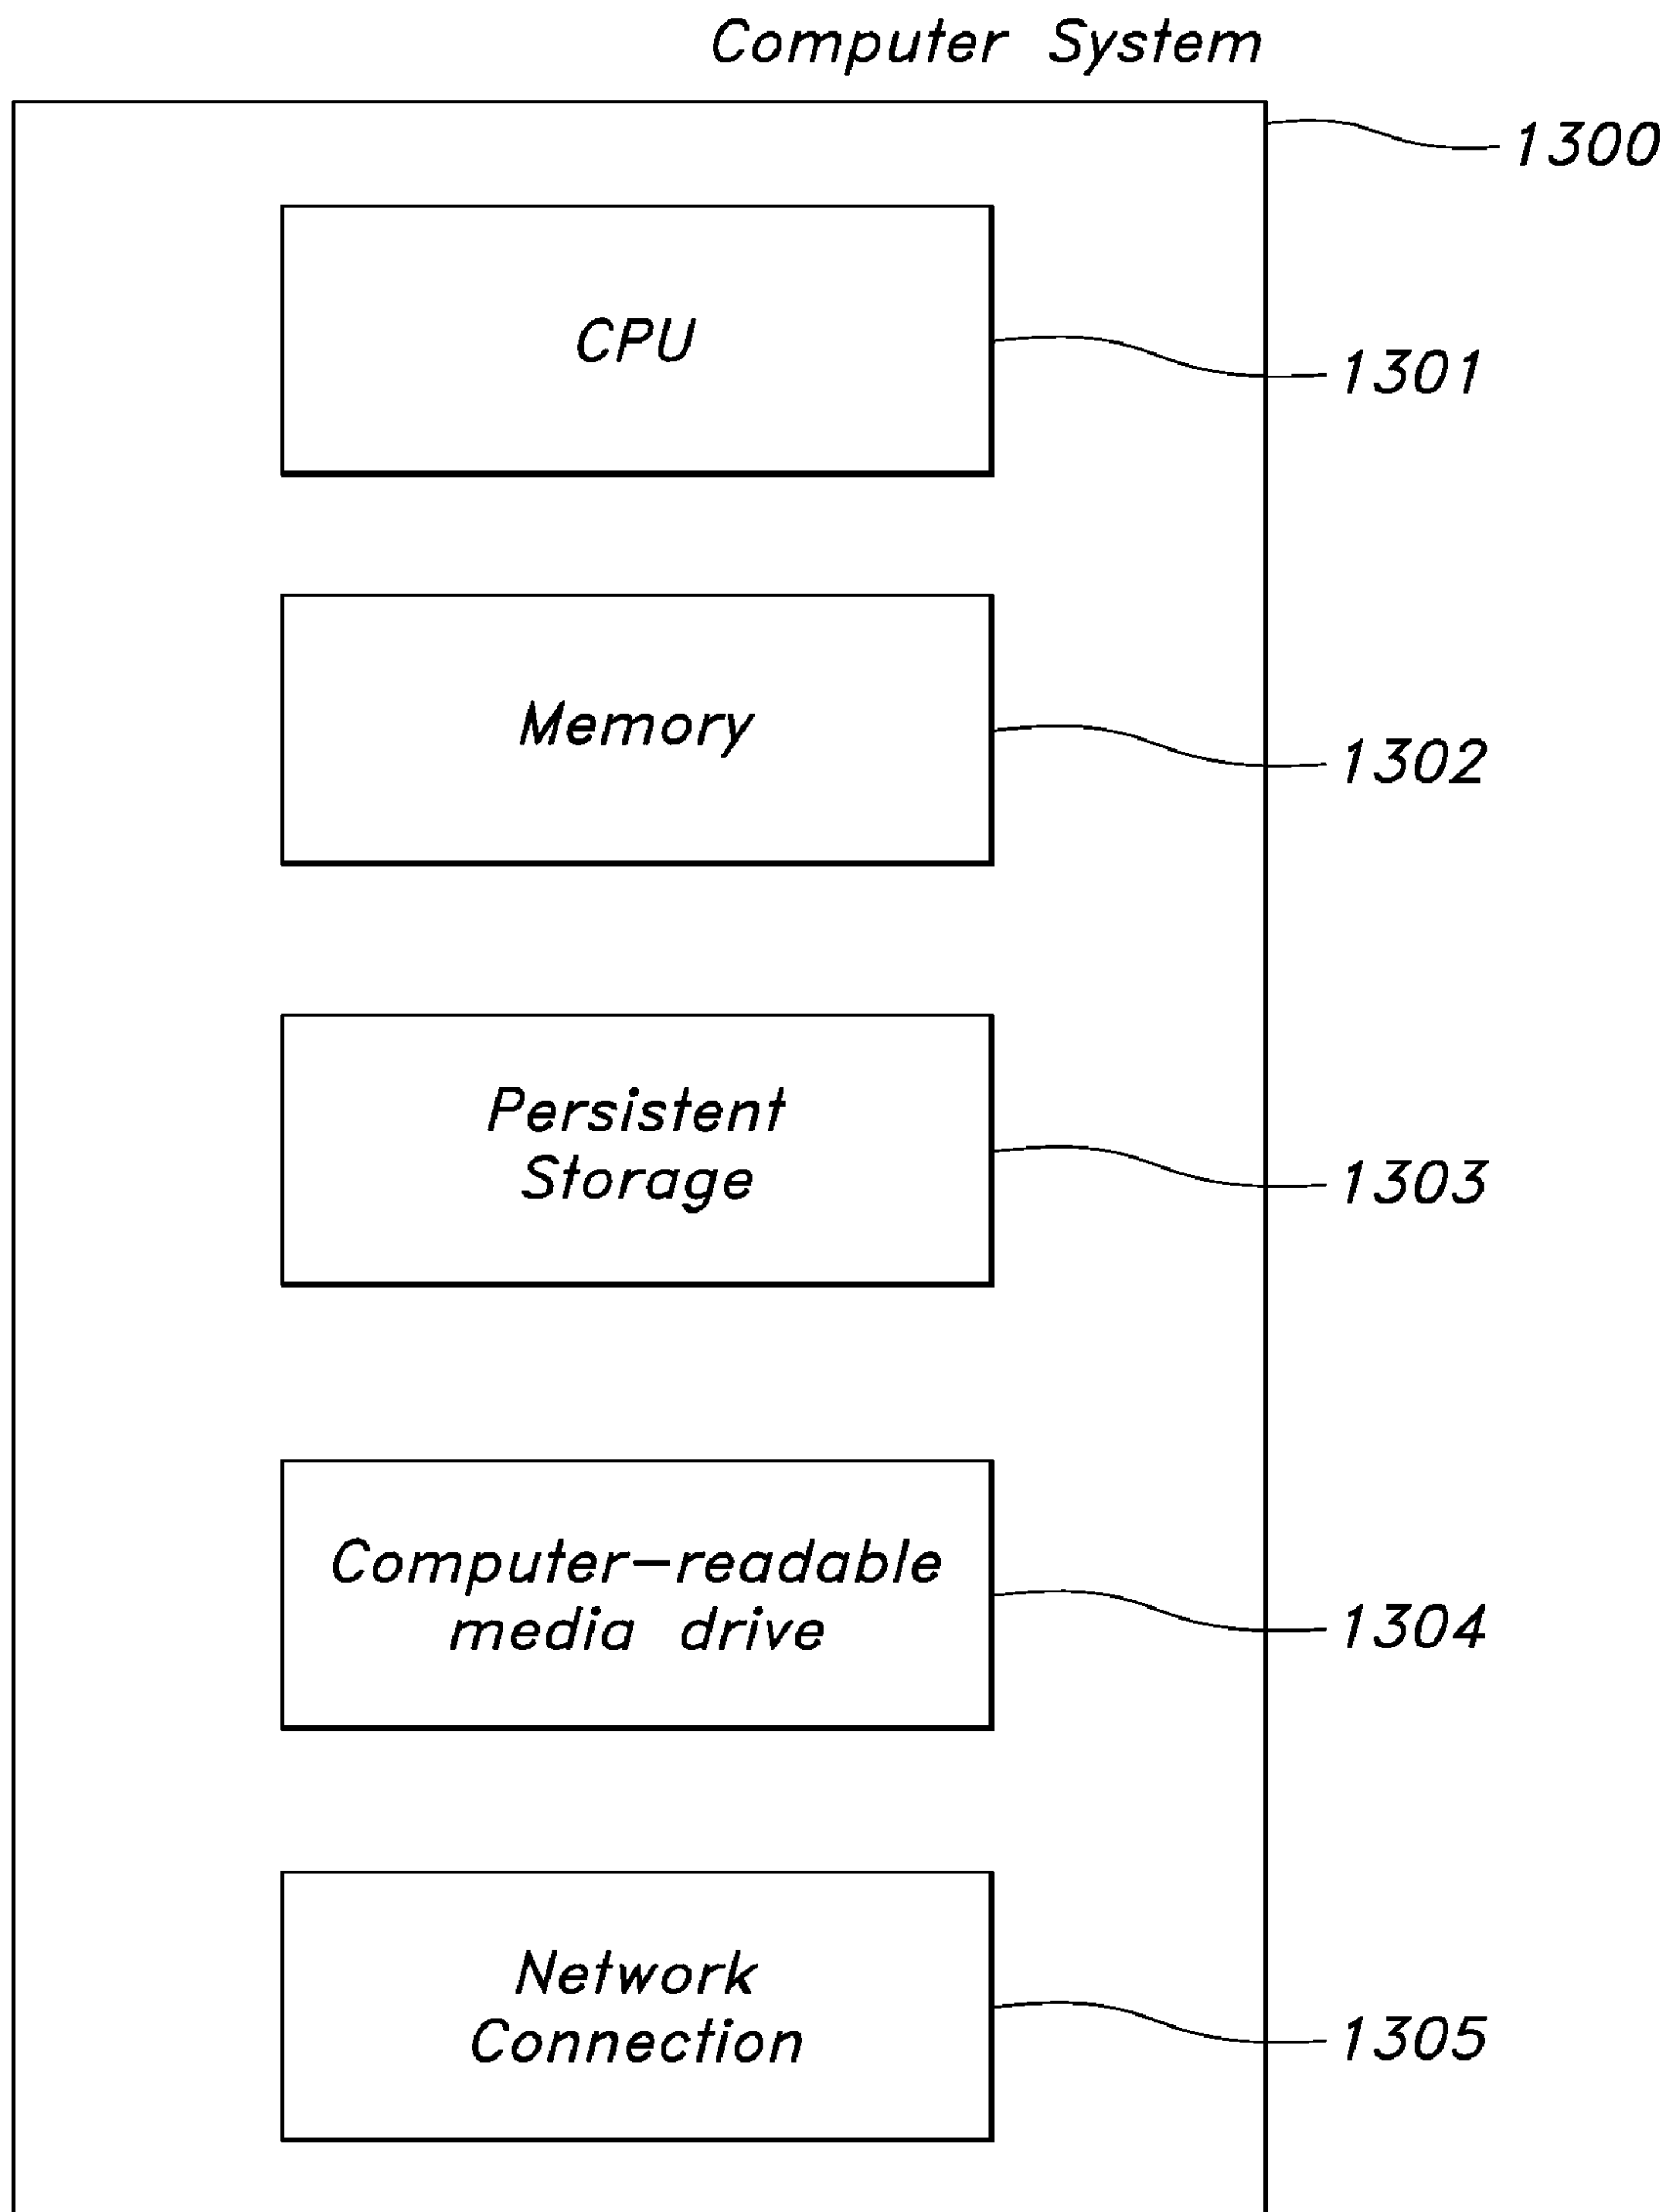 Computer System
1300
CPU
1301
Memory
1302
Persistent
Storage
1303
Computer-readable
media drive
1304
Network
Connection
1305